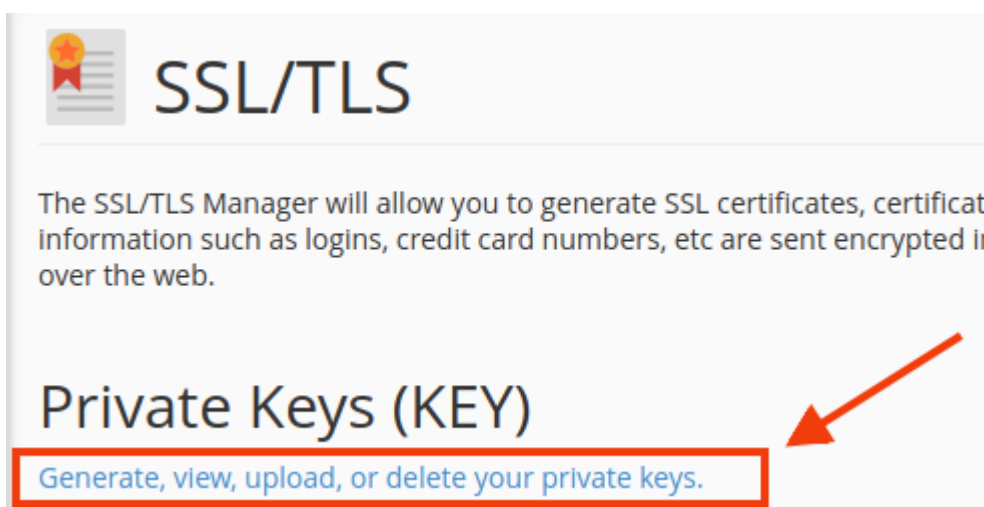 SSL/TLS
The SSL/TLS Manager will allow you to generate SSL certificates, certificat
information such as logins, credit card numbers, etc are sent encrypted i
over the web.
Private Keys (KEY)
Generate, view, upload, or delete your private keys.